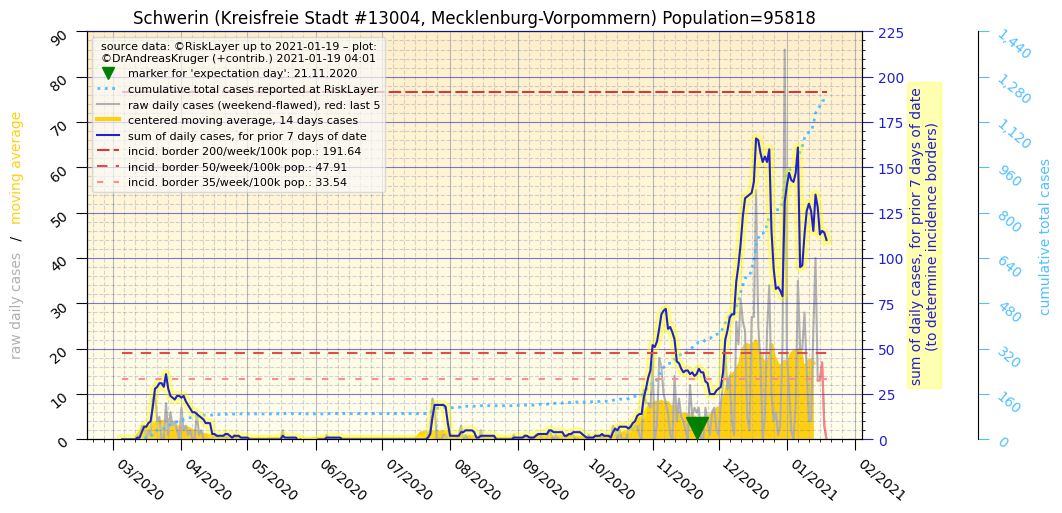 Schwerin (Kreisfreie Stadt #13004, Mecklenburg-Vorpommern) Population=95818
source data: ©RiskLayer up to 2021-01-19 – plot:
©DrAndreasKruger (+contrib.) 2021-01-19 04:01
marker for 'expectation day': 21.11.2020
cumulative total cases reported at RiskLayer
raw daily cases (weekend-flawed), red: last 5
centered moving average, 14 days cases
sum of daily cases, for prior 7 days of date
incid. border 200/week/100k pop.: 191.64
incid. border 50/week/100k pop.: 47.91
incid. border 35/week/100k pop.: 33.54
raw daily cases / moving average
90
80
70
60
50
40
30
20
10
0
225
200
175
150
125
100
75
50
25
0
sum of daily cases, for prior 7 days of date
(to determine incidence borders)
1,440
1,280
1,120
960
800
640
480
320
160
0
cumulative total cases
03/2020
04/2020
05/2020
06/2020
07/2020
08/2020
09/2020
10/2020
11/2020
12/2020
01/2021
02/2021